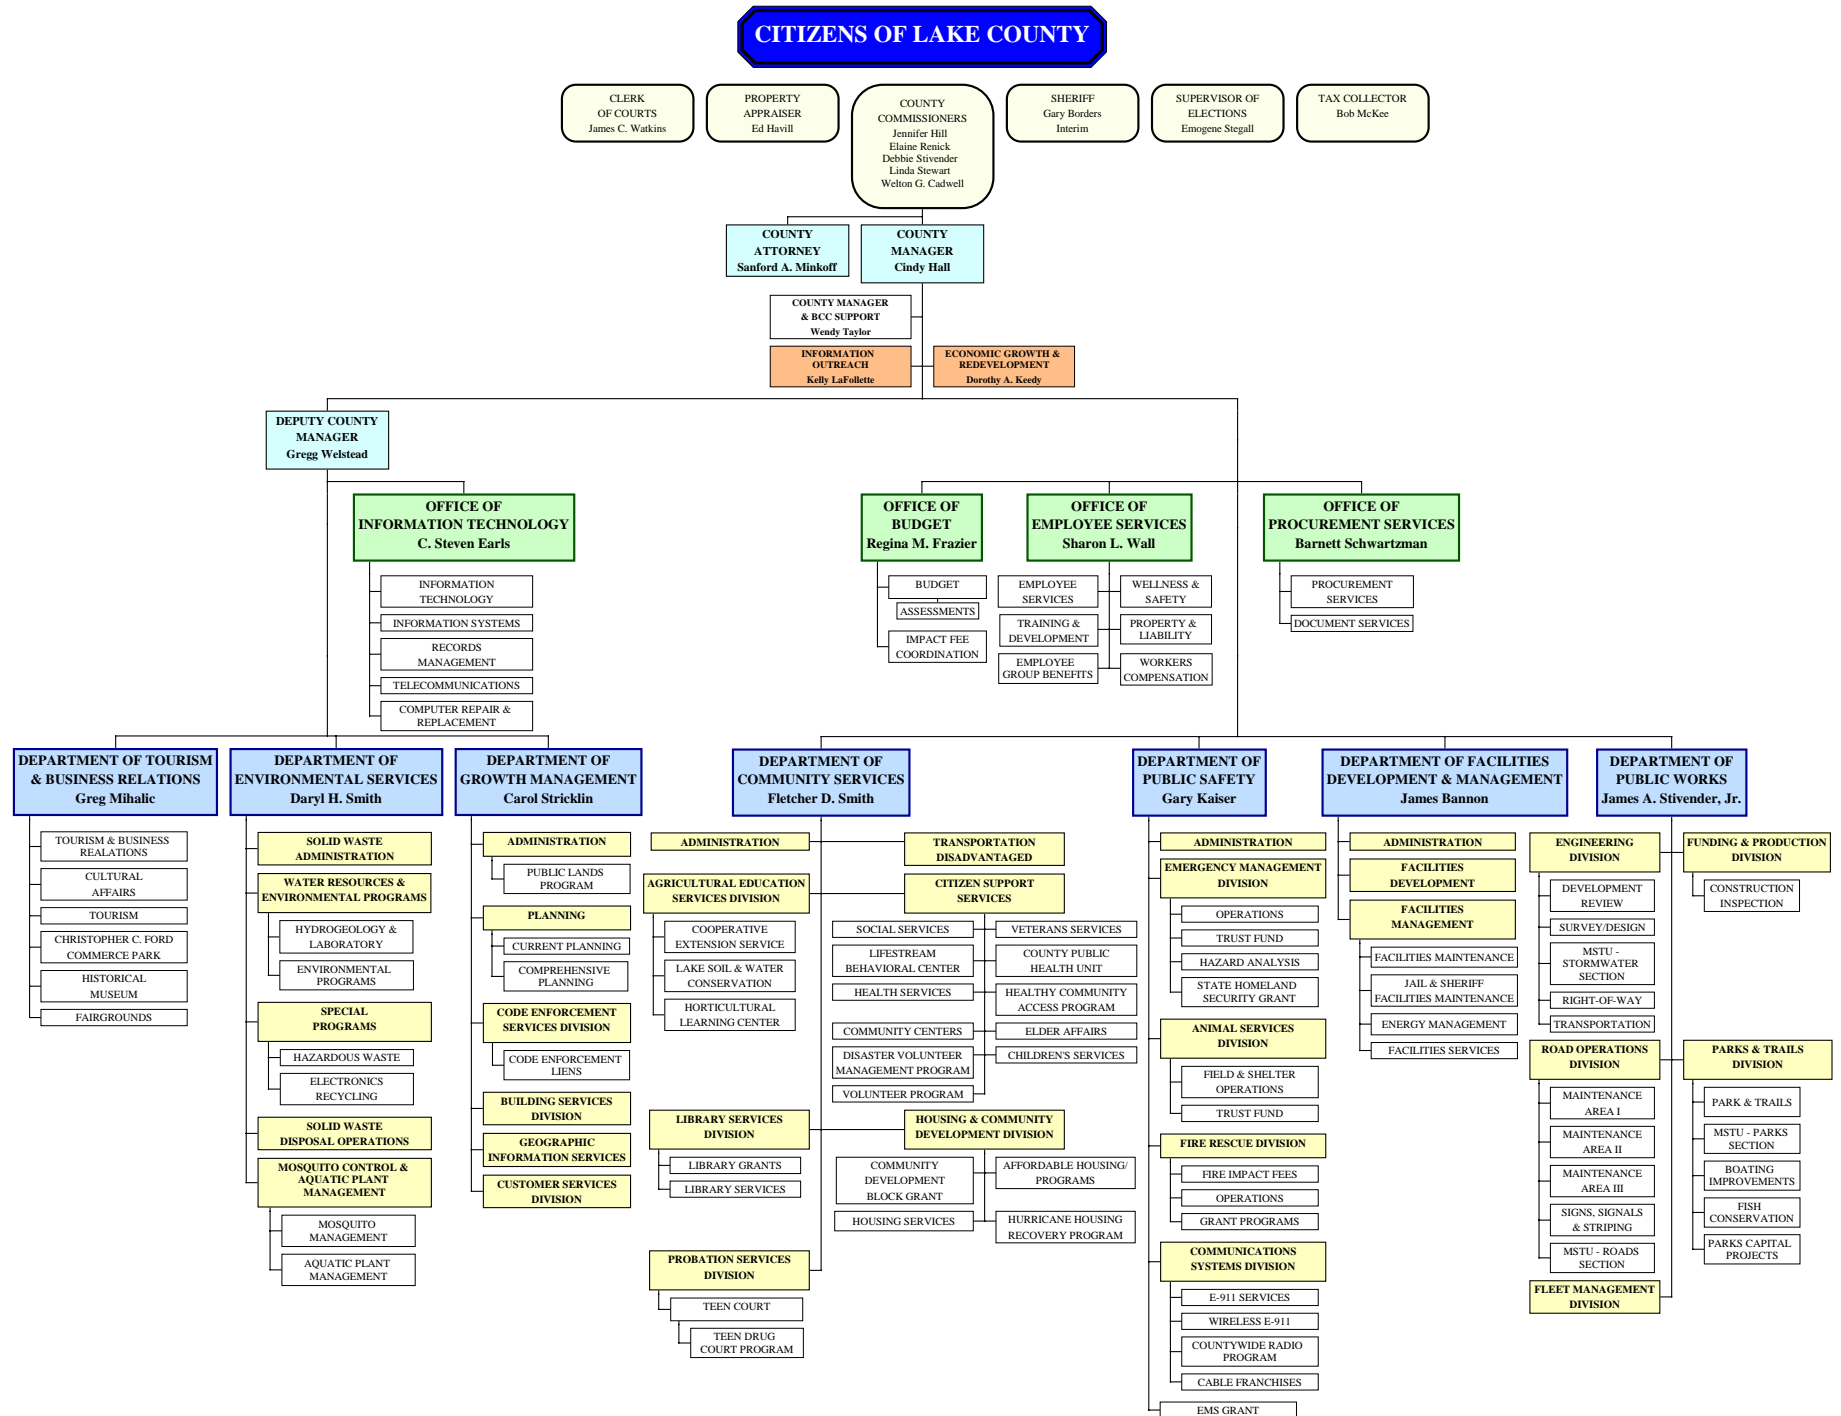 CITIZENS OF LAKE COUNTY
CLERK
OF COURTS
James C. Watkins
PROPERTY
APPRAISER
Ed Havill
COUNTY
COMMISSIONERS
Jennifer Hill
Elaine Renick
Debbie Stivender
Linda Stewart
Welton G. Cadwell
SHERIFF
Gary Borders
Interim
SUPERVISOR OF
ELECTIONS
Emogene Stegall
TAX COLLECTOR
Bob McKee
COUNTY
ATTORNEY
Sanford A. Minkoff
COUNTY
MANAGER
Cindy Hall
COUNTY MANAGER
& BCC SUPPORT
Wendy Taylor
INFORMATION
OUTREACH
Kelly LaFollette
ECONOMIC GROWTH &
REDEVELOPMENT
Dorothy A. Keedy
DEPUTY COUNTY
MANAGER
Gregg Welstead
OFFICE OF
INFORMATION TECHNOLOGY
C. Steven Earls
INFORMATION
TECHNOLOGY
INFORMATION SYSTEMS
RECORDS
MANAGEMENT
TELECOMMUNICATIONS
COMPUTER REPAIR &
REPLACEMENT
OFFICE OF
BUDGET
Regina M. Frazier
BUDGET
ASSESSMENTS
IMPACT FEE
COORDINATION
OFFICE OF
EMPLOYEE SERVICES
Sharon L. Wall
EMPLOYEE
SERVICES
WELLNESS &
SAFETY
TRAINING &
DEVELOPMENT
PROPERTY &
LIABILITY
EMPLOYEE
GROUP BENEFITS
WORKERS
COMPENSATION
OFFICE OF
PROCUREMENT SERVICES
Barnett Schwartzman
PROCUREMENT
SERVICES
DOCUMENT SERVICES
DEPARTMENT OF TOURISM
& BUSINESS RELATIONS
Greg Mihalic
TOURISM & BUSINESS
REALATIONS
CULTURAL
AFFAIRS
TOURISM
CHRISTOPHER C. FORD
COMMERCE PARK
HISTORICAL
MUSEUM
FAIRGROUNDS
DEPARTMENT OF
ENVIRONMENTAL SERVICES
Daryl H. Smith
SOLID WASTE
ADMINISTRATION
WATER RESOURCES &
ENVIRONMENTAL PROGRAMS
HYDROGEOLOGY &
LABORATORY
ENVIRONMENTAL
PROGRAMS
SPECIAL
PROGRAMS
HAZARDOUS WASTE
ELECTRONICS
RECYCLING
SOLID WASTE
DISPOSAL OPERATIONS
MOSQUITO CONTROL &
AQUATIC PLANT
MANAGEMENT
MOSQUITO
MANAGEMENT
AQUATIC PLANT
MANAGEMENT
DEPARTMENT OF
GROWTH MANAGEMENT
Carol Stricklin
ADMINISTRATION
PUBLIC LANDS
PROGRAM
PLANNING
CURRENT PLANNING
COMPREHENSIVE
PLANNING
CODE ENFORCEMENT
SERVICES DIVISION
CODE ENFORCEMENT
LIENS
BUILDING SERVICES
DIVISION
GEOGRAPHIC
INFORMATION SERVICES
CUSTOMER SERVICES
DIVISION
DEPARTMENT OF
COMMUNITY SERVICES
Fletcher D. Smith
ADMINISTRATION
TRANSPORTATION
DISADVANTAGED
AGRICULTURAL EDUCATION
SERVICES DIVISION
COOPERATIVE
EXTENSION SERVICE
LAKE SOIL & WATER
CONSERVATION
HORTICULTURAL
LEARNING CENTER
CITIZEN SUPPORT
SERVICES
SOCIAL SERVICES
VETERANS SERVICES
LIFESTREAM
BEHAVIORAL CENTER
COUNTY PUBLIC
HEALTH UNIT
HEALTH SERVICES
HEALTHY COMMUNITY
ACCESS PROGRAM
COMMUNITY CENTERS
ELDER AFFAIRS
DISASTER VOLUNTEER
MANAGEMENT PROGRAM
CHILDREN'S SERVICES
VOLUNTEER PROGRAM
LIBRARY SERVICES
DIVISION
LIBRARY GRANTS
LIBRARY SERVICES
HOUSING & COMMUNITY
DEVELOPMENT DIVISION
COMMUNITY
DEVELOPMENT
BLOCK GRANT
AFFORDABLE HOUSING/
PROGRAMS
HOUSING SERVICES
HURRICANE HOUSING
RECOVERY PROGRAM
PROBATION SERVICES
DIVISION
TEEN COURT
TEEN DRUG
COURT PROGRAM
DEPARTMENT OF
PUBLIC SAFETY
Gary Kaiser
ADMINISTRATION
EMERGENCY MANAGEMENT
DIVISION
OPERATIONS
TRUST FUND
HAZARD ANALYSIS
STATE HOMELAND
SECURITY GRANT
ANIMAL SERVICES
DIVISION
FIELD & SHELTER
OPERATIONS
TRUST FUND
FIRE RESCUE DIVISION
FIRE IMPACT FEES
OPERATIONS
GRANT PROGRAMS
COMMUNICATIONS
SYSTEMS DIVISION
E-911 SERVICES
WIRELESS E-911
COUNTYWIDE RADIO
PROGRAM
CABLE FRANCHISES
EMS GRANT
DEPARTMENT OF FACILITIES
DEVELOPMENT & MANAGEMENT
James Bannon
ADMINISTRATION
FACILITIES
DEVELOPMENT
FACILITIES
MANAGEMENT
FACILITIES MAINTENANCE
JAIL & SHERIFF
FACILITIES MAINTENANCE
ENERGY MANAGEMENT
FACILITIES SERVICES
DEPARTMENT OF
PUBLIC WORKS
James A. Stivender, Jr.
ENGINEERING
DIVISION
DEVELOPMENT
REVIEW
SURVEY/DESIGN
MSTU -
STORMWATER
SECTION
RIGHT-OF-WAY
TRANSPORTATION
FUNDING & PRODUCTION
DIVISION
CONSTRUCTION
INSPECTION
ROAD OPERATIONS
DIVISION
MAINTENANCE
AREA I
MAINTENANCE
AREA II
MAINTENANCE
AREA III
SIGNS, SIGNALS
& STRIPING
MSTU - ROADS
SECTION
PARKS & TRAILS
DIVISION
PARK & TRAILS
MSTU - PARKS
SECTION
BOATING
IMPROVEMENTS
FISH
CONSERVATION
PARKS CAPITAL
PROJECTS
FLEET MANAGEMENT
DIVISION